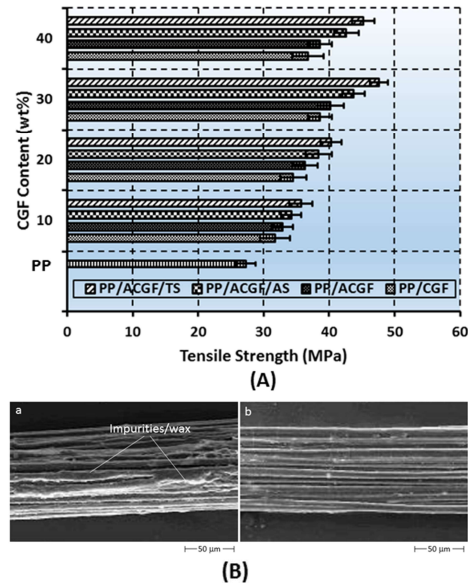 40
30
20
10
PP
CGF Content (wt%)
PP/ACGF/TS PP/ACGF/AS PP/ACGF PP/CGF
0 10 20 30 40 50 60
Tensile Strength (MPa)
(A)
a
Impurities/wax
b
50 µm
50 µm
(B)